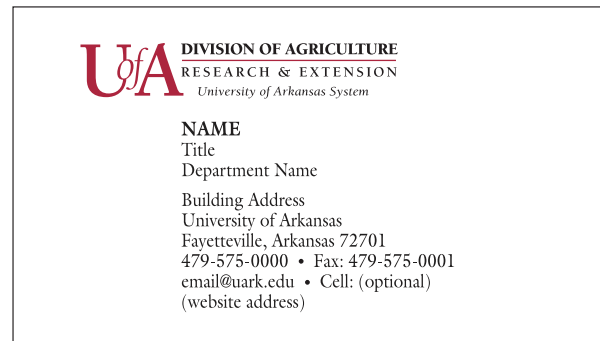 UofA DIVISION OF AGRICULTURE
RESEARCH & EXTENSION
University of Arkansas System
NAME
Title
Department Name
Building Address
University of Arkansas
Fayetteville, Arkansas 72701
479-575-0000 • Fax: 479-575-0001
email@uark.edu • Cell: (optional)
(website address)